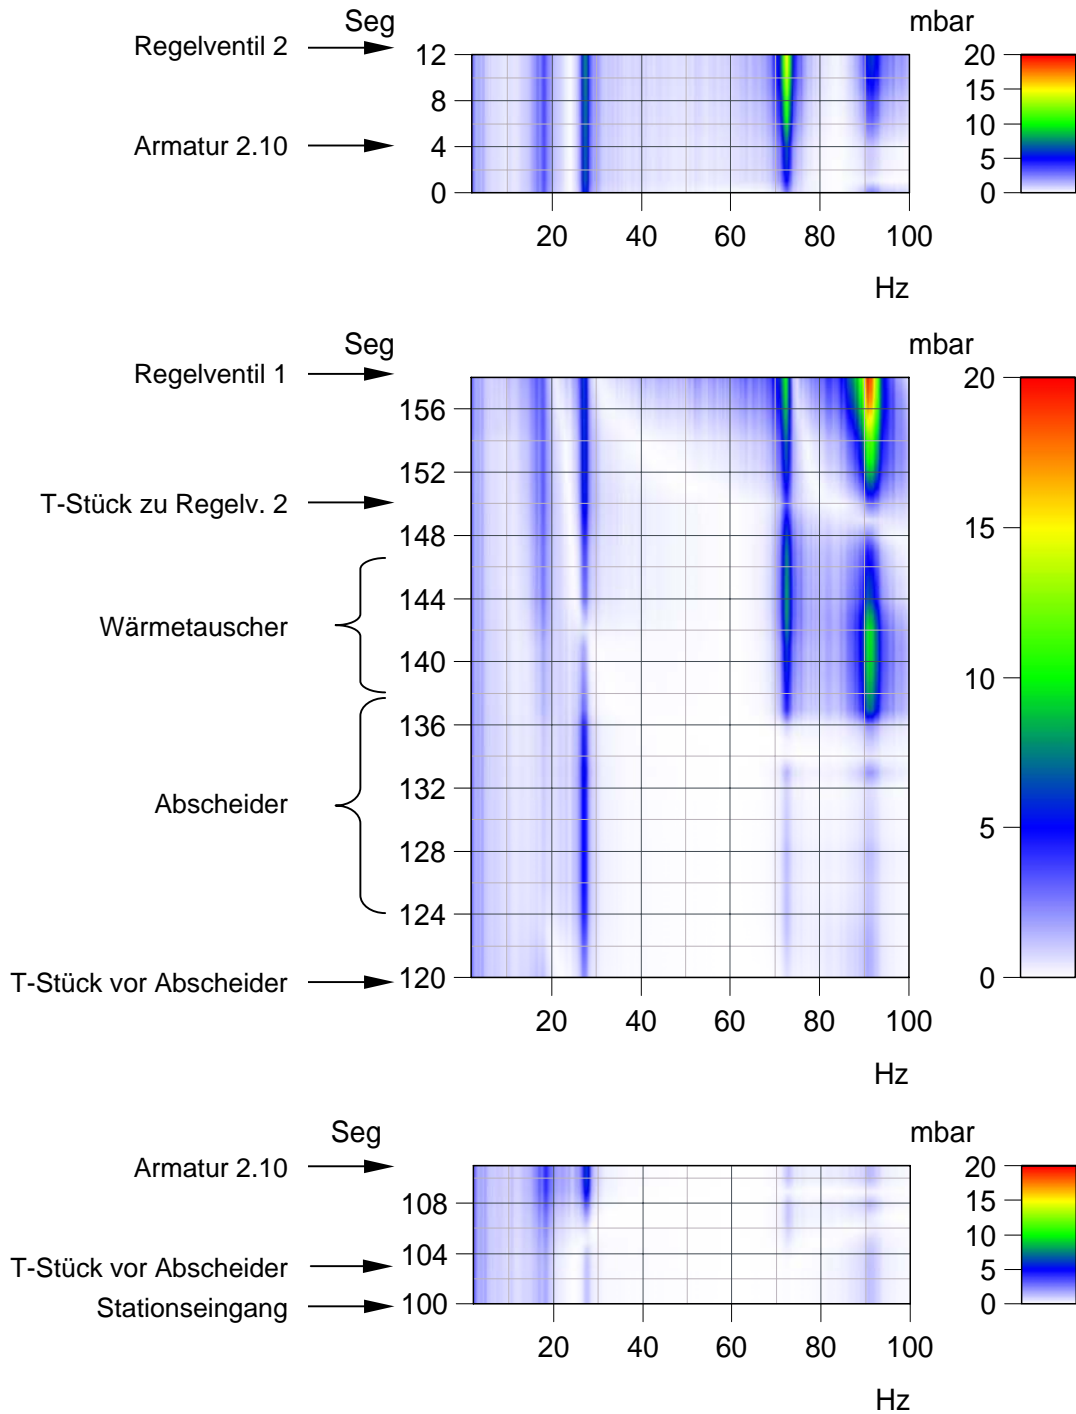 Seg
mbar
Regelventil 2
12
8
4
0
Armatur 2.10
20
15
10
5
0
20 40 60 80 100
Hz
Seg
mbar
Regelventil 1
T-Stück zu Regelv. 2
Wärmetauscher
Abscheider
T-Stück vor Abscheider
156
152
148
144
140
136
132
128
124
120
20
15
10
5
0
20 40 60 80 100
Hz
Seg
mbar
Armatur 2.10
T-Stück vor Abscheider
Stationseingang
108
104
100
20
15
10
5
0
20 40 60 80 100
Hz